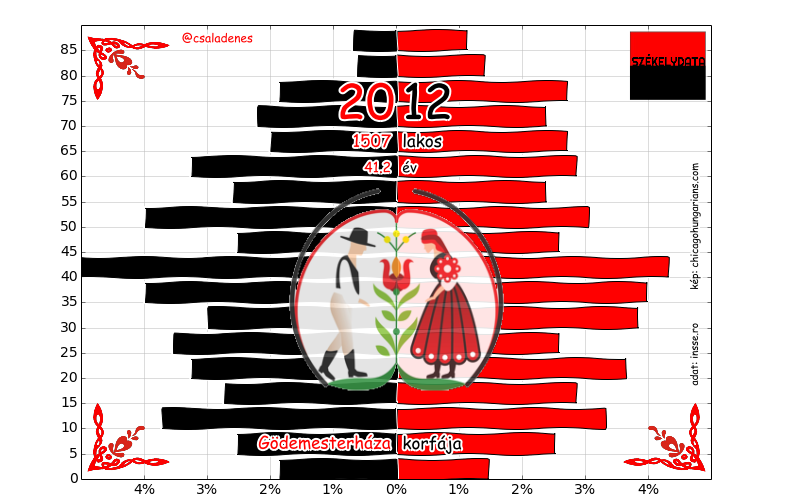 @csaladenes
SZÉKELYDATA
2012
1507 lakos
41,2 év
kép: chicagohungarians.com
adat: insse.ro
Gödemesterháza korfája
85
80
75
70
65
60
55
50
45
40
35
30
25
20
15
10
5
0
4% 3% 2% 1% 0% 1% 2% 3% 4%